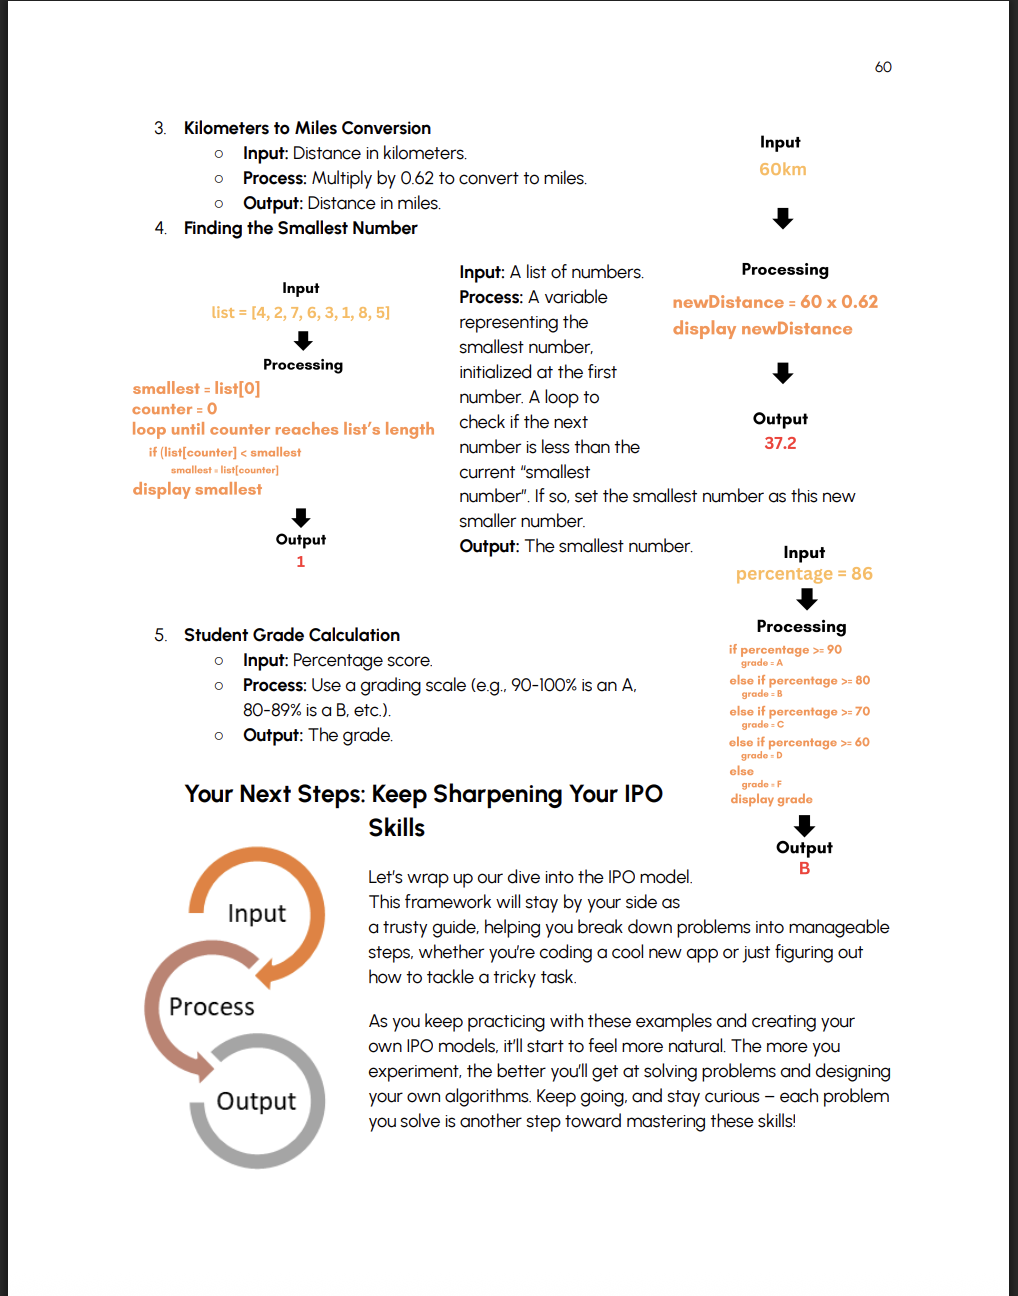 60
3. Kilometers to Miles Conversion
○ Input: Distance in kilometers.
○ Process: Multiply by 0.62 to convert to miles.
○ Output: Distance in miles.
Input
60km
Processing
newDistance = 60 x 0.62
display newDistance
Output
37.2
4. Finding the Smallest Number
Input
list = [4, 2, 7, 6, 3, 1, 8, 5]
Processing
smallest = list[0]
counter = 0
loop until counter reaches list's length
if (list[counter] < smallest
smallest = list[counter]
display smallest
Output
1
Input: A list of numbers.
Process: A variable
representing the
smallest number,
initialized at the first
number. A loop to
check if the next
number is less than the
current “smallest
number”. If so, set the smallest number as this new
smaller number.
Output: The smallest number.
5. Student Grade Calculation
○ Input: Percentage score.
○ Process: Use a grading scale (e.g., 90-100% is an A,
80-89% is a B, etc.).
○ Output: The grade.
Input
percentage = 86
Processing
if percentage >= 90
grade = A
else if percentage >= 80
grade = B
else if percentage >= 70
grade = C
else if percentage >= 60
grade = D
else
grade = F
display grade
Output
B
Your Next Steps: Keep Sharpening Your IPO
Skills
Input
Process
Output
Let’s wrap up our dive into the IPO model.
This framework will stay by your side as
a trusty guide, helping you break down problems into manageable
steps, whether you’re coding a cool new app or just figuring out
how to tackle a tricky task.
As you keep practicing with these examples and creating your
own IPO models, it’ll start to feel more natural. The more you
experiment, the better you’ll get at solving problems and designing
your own algorithms. Keep going, and stay curious – each problem
you solve is another step toward mastering these skills!